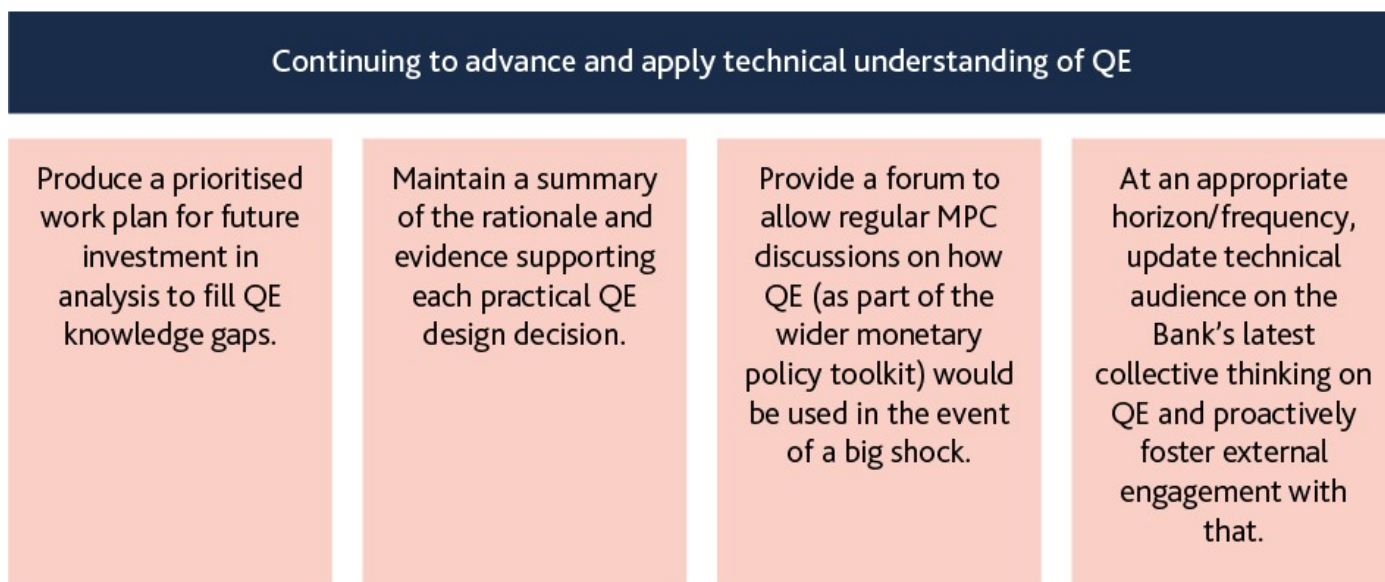 Continuing to advance and apply technical understanding of QE
Produce a prioritised
work plan for future
investment in
analysis to fill QE
knowledge gaps.
Maintain a summary
of the rationale and
evidence supporting
each practical QE
design decision.
Provide a forum to
allow regular MPC
discussions on how
QE (as part of the
wider monetary
policy toolkit) would
be used in the event
of a big shock.
At an appropriate
horizon/frequency,
update technical
audience on the
Bank’s latest
collective thinking on
QE and proactively
foster external
engagement with
that.